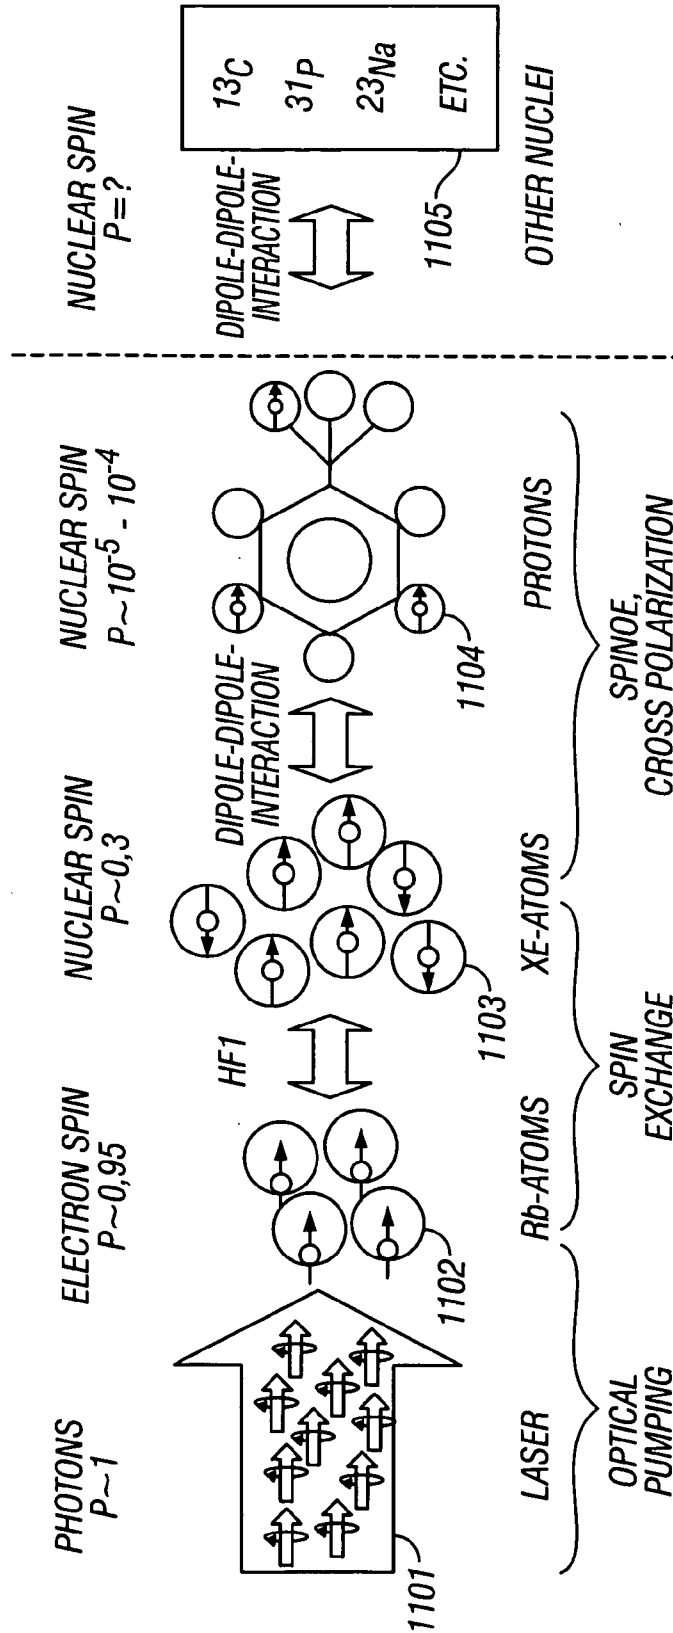 PHOTONS
P~1
ELECTRON SPIN
P~0,95
NUCLEAR SPIN
P~0,3
NUCLEAR SPIN
P~10-5 - 10-4
NUCLEAR SPIN
P=?
HF1
DIPOLE-DIPOLE-
INTERACTION
DIPOLE-DIPOLE-
INTERACTION
13C
31P
23Na
ETC.
1101
1102
1103
1104
1105
LASER
Rb-ATOMS
XE-ATOMS
PROTONS
OTHER NUCLEI
OPTICAL
PUMPING
SPIN
EXCHANGE
SPINOE,
CROSS POLARIZATION